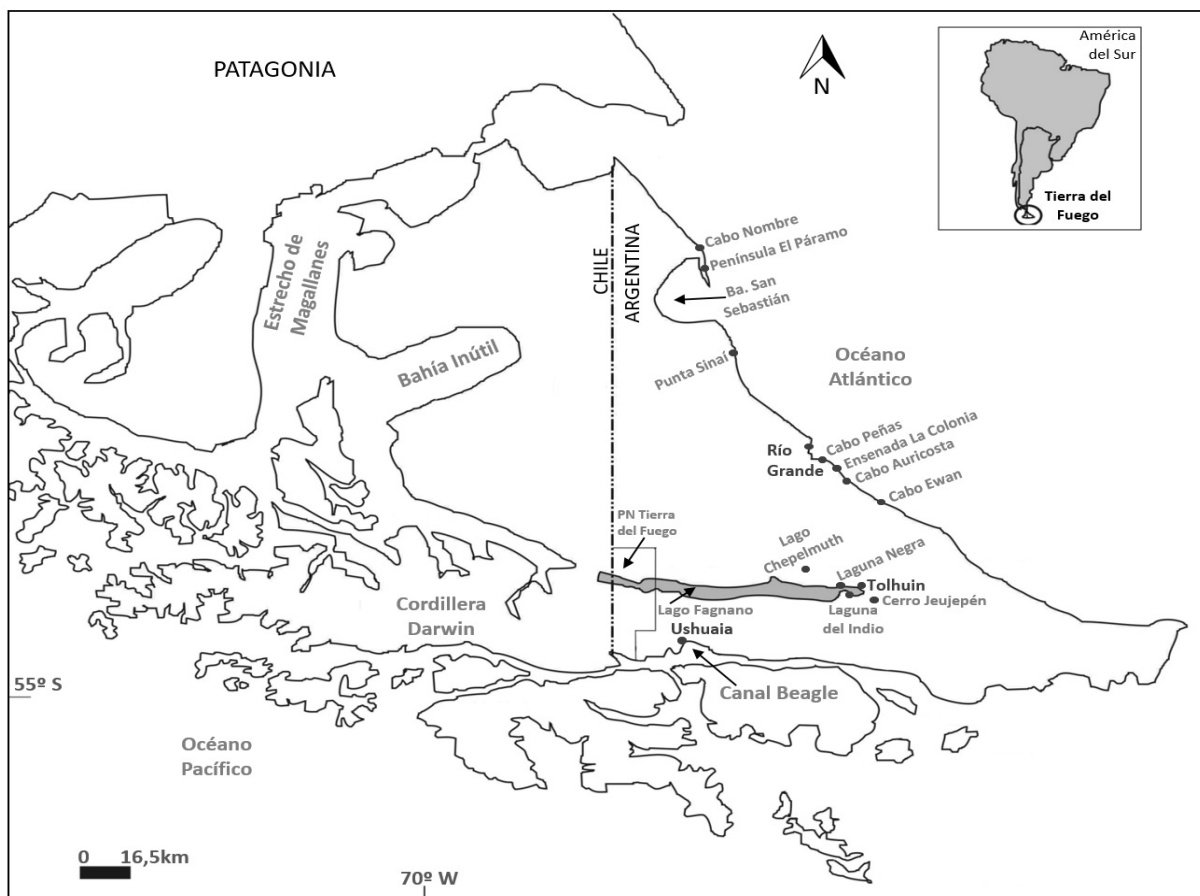 PATAGONIA
N
América
del Sur
Tierra del
Fuego
Estrecho de
Magallanes
Bahía Inútil
CHILE
ARGENTINA
Cabo Nombre
Península El Páramo
Ba. San
Sebastián
Punta Sinaí
Océano
Atlántico
Río
Grande
Cabo Peñas
Ensenada La Colonia
Cabo Auricosta
Cabo Ewan
PN Tierra
del Fuego
Lago
Chepelmuth
Laguna Negra
Tolhuin
Cerro Jeujepén
Laguna
del Indio
Lago Fagnano
Ushuaia
Cordillera
Darwin
Canal Beagle
55º S
Océano
Pacífico
0 16,5km
70º W